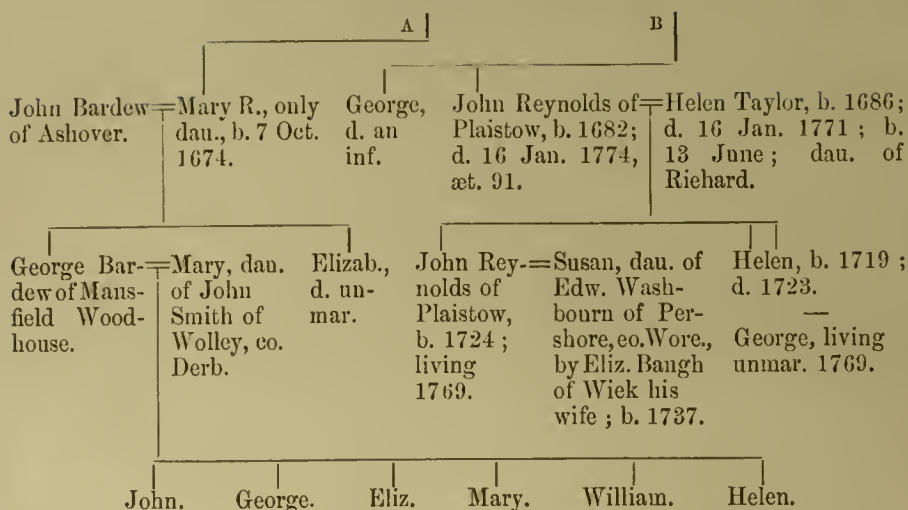 A B
John Bardew
of Ashover.
Mary R., only
dau., b. 7 Oct.
1674.
George,
d. an
inf.
John Reynolds of
Plaistow, b. 1682;
d. 16 Jan. 1774,
æt. 91.
Helen Taylor, b. 1686;
d. 16 Jan. 1771; b.
13 June; dau. of
Riehard.
George Bar-
dew of Mans-
field Wood-
house.
Mary, dau.
of John
Smith of
Wolley, co.
Derb.
Elizab.,
d. un-
mar.
John Rey-
nolds of
Plaistow,
b. 1724;
living
1769.
Susan, dau. of
Edw. Wash-
bourn of Per-
shore, eo. Wore.,
by Eliz. Baugh
of Wiek his
wife; b. 1737.
Helen, b. 1719;
d. 1723.
—
George, living
unmar. 1769.
John. George. Eliz. Mary. William. Helen.